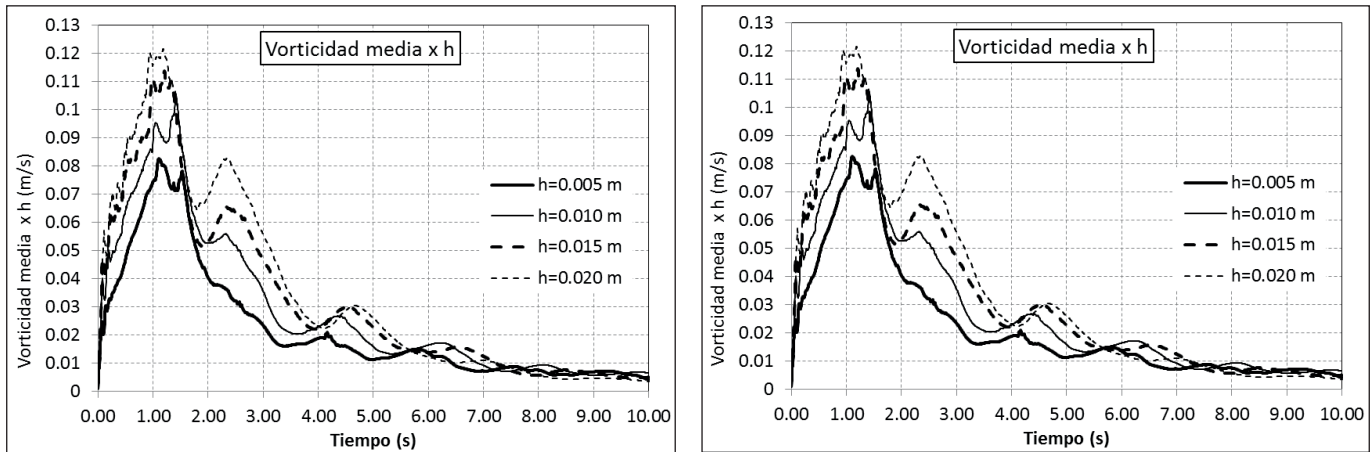 Vorticidad media x h
Vorticidad media x h (m/s)
0.13
0.12
0.11
0.1
0.09
0.08
0.07
0.06
0.05
0.04
0.03
0.02
0.01
0
h=0.005 m
h=0.010 m
h=0.015 m
h=0.020 m
0.00 1.00 2.00 3.00 4.00 5.00 6.00 7.00 8.00 9.00 10.00
Tiempo (s)
Vorticidad media x h
Vorticidad media x h (m/s)
0.13
0.12
0.11
0.1
0.09
0.08
0.07
0.06
0.05
0.04
0.03
0.02
0.01
0
h=0.005 m
h=0.010 m
h=0.015 m
h=0.020 m
0.00 1.00 2.00 3.00 4.00 5.00 6.00 7.00 8.00 9.00 10.00
Tiempo (s)